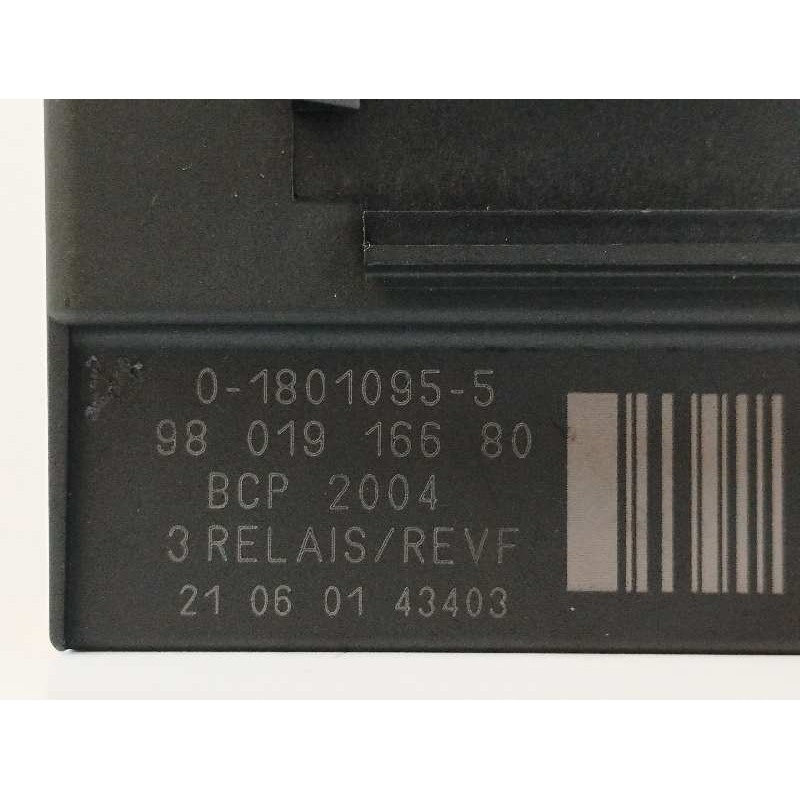 0-1801095-5
98 019 166 80
BCP 2004
3 RELAIS/REVF
21 06 01 43403